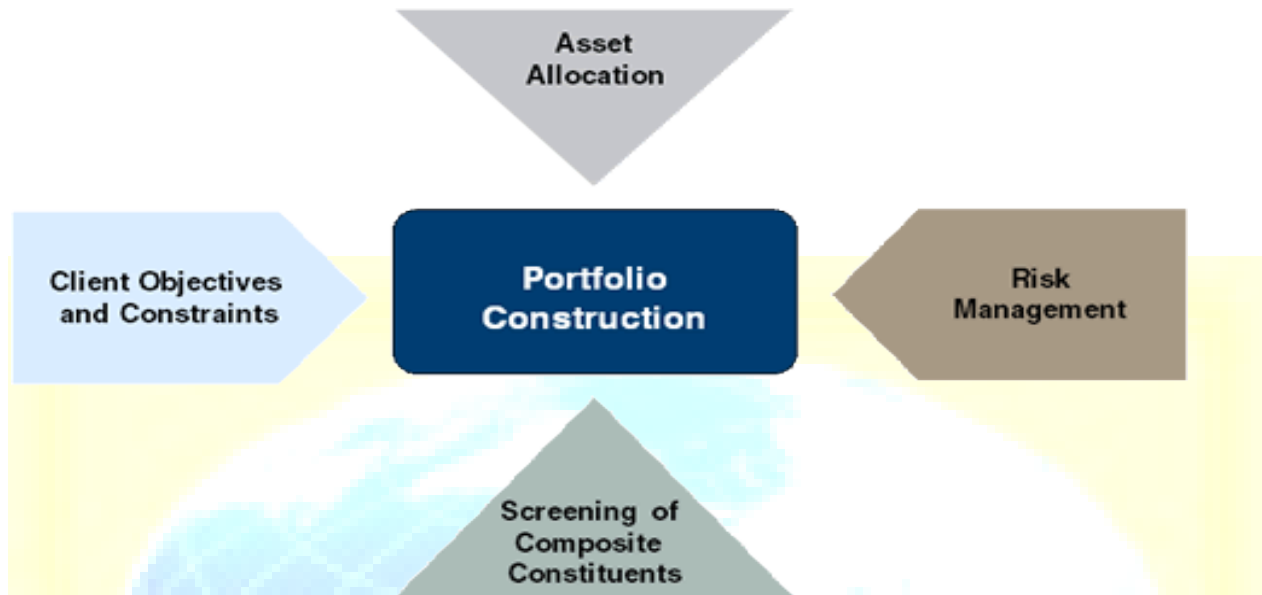 Asset
Allocation
Client Objectives
and Constraints
Portfolio
Construction
Risk
Management
Screening of
Composite
Constituents